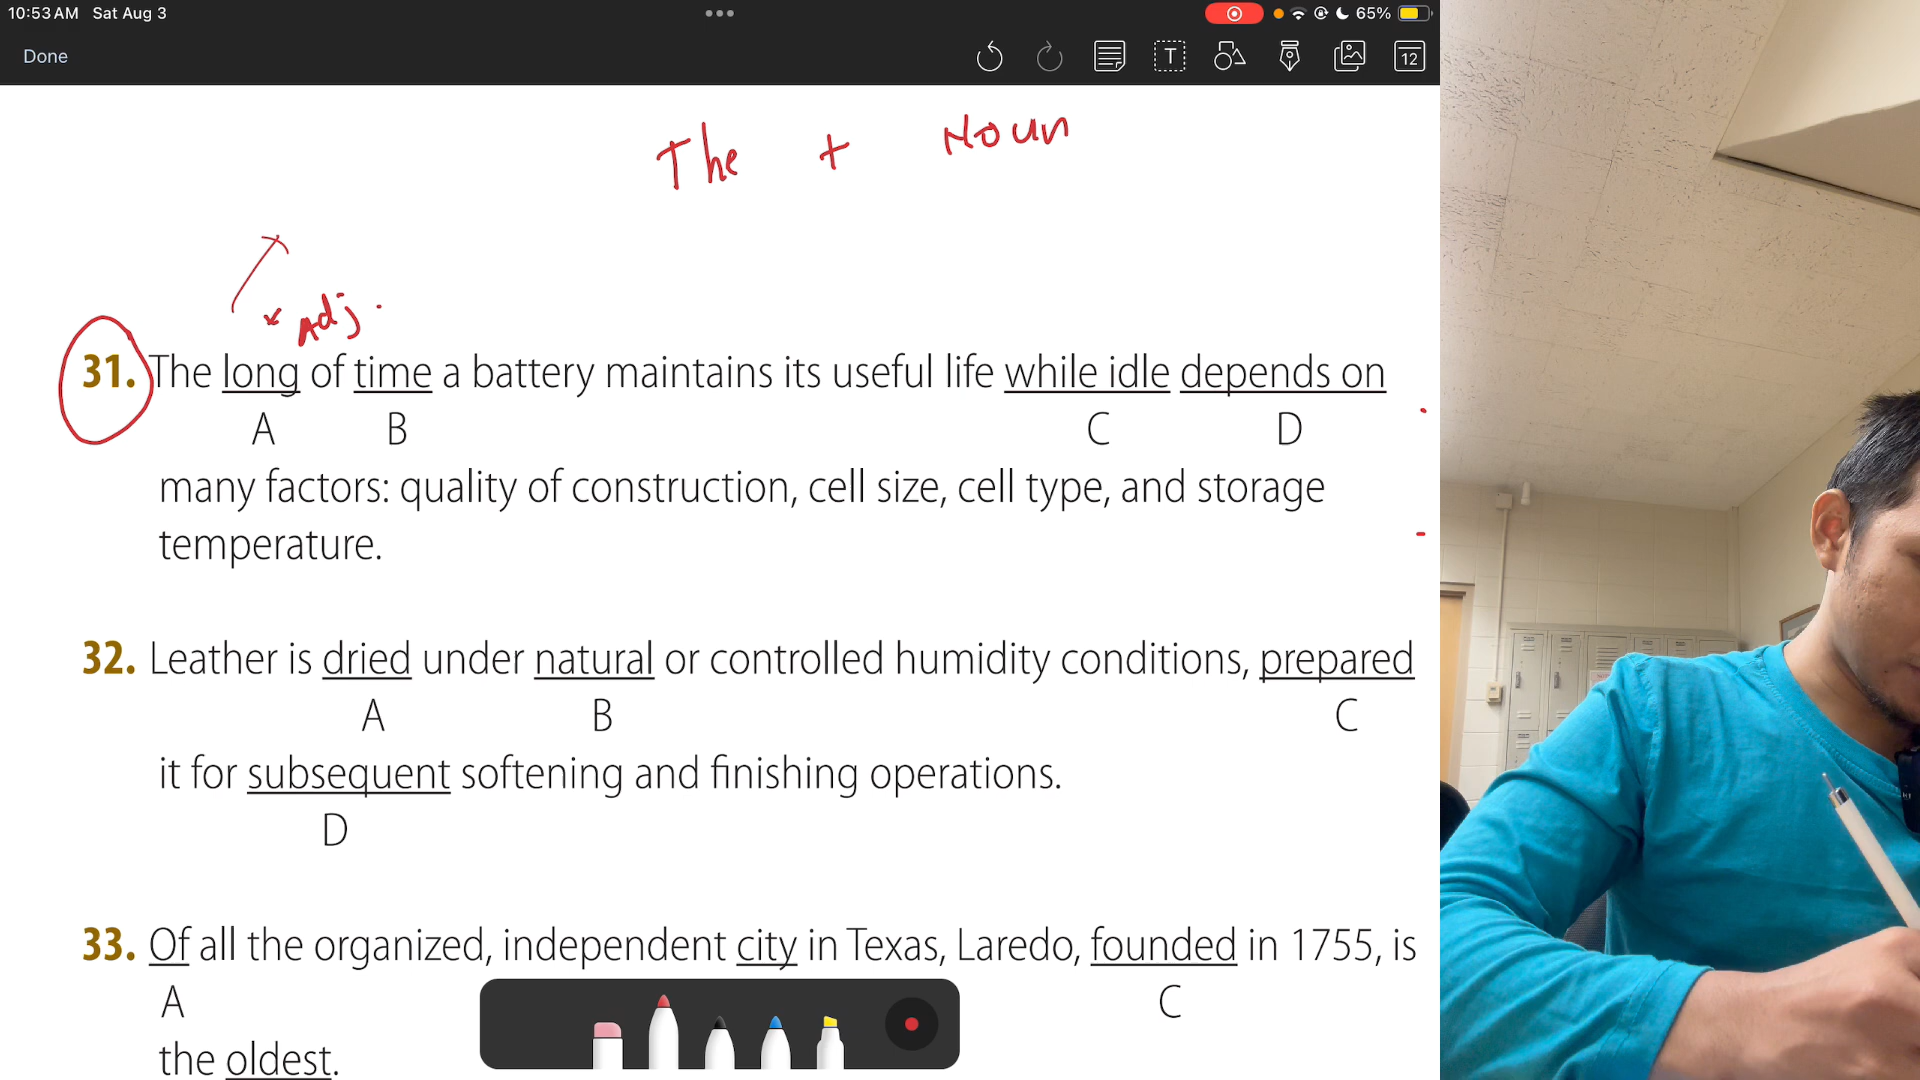 10:53 AM Sat Aug 3
65%
Done
T
12
The + Noun
Adj.
31. The long of time a battery maintains its useful life while idle depends on
A B C D
many factors: quality of construction, cell size, cell type, and storage
temperature.
32. Leather is dried under natural or controlled humidity conditions, prepared
A B C
it for subsequent softening and finishing operations.
D
33. Of all the organized, independent city in Texas, Laredo, founded in 1755, is
A C
the oldest.